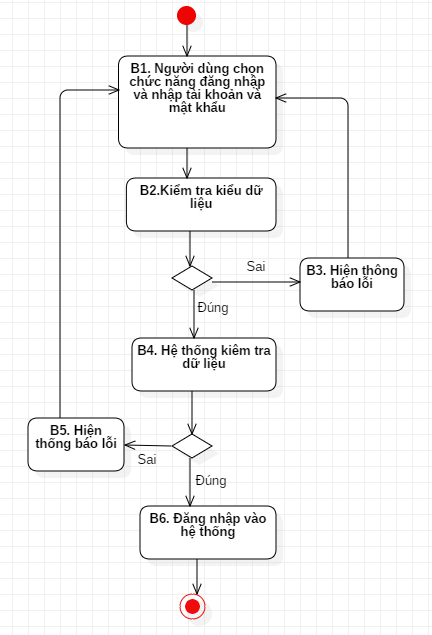 B1. Người dùng chọn
chức năng đăng nhập
và nhập tài khoản và
mật khẩu
B2.Kiểm tra kiểu dữ
liệu
Sai
B3. Hiện thông
báo lỗi
Đúng
B4. Hệ thống kiêm tra
dữ liệu
B5. Hiện
thống báo lỗi
Sai
Đúng
B6. Đăng nhập vào
hệ thống